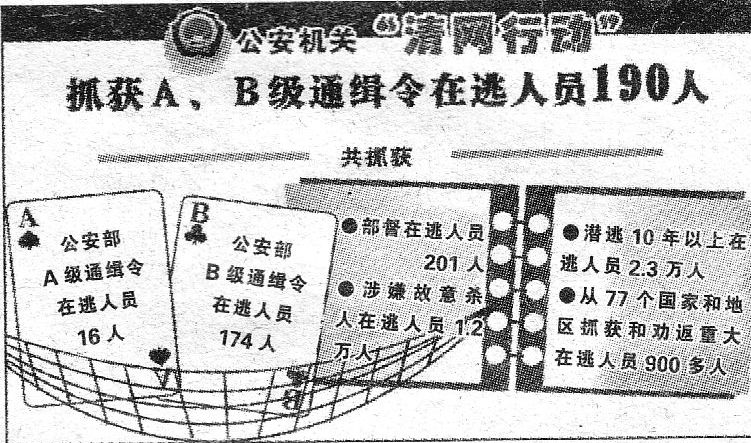 公安机关“清网行动”
抓获A、B级通缉令在逃人员190人
共抓获
A
公安部
A级通缉令
在逃人员
16人
A
B
公安部
B级通缉令
在逃人员
174人
B
●部督在逃人员
201人
●涉嫌故意杀
人在逃人员1.2
万人
●潜逃10年以上在
逃人员2.3万人
●从77个国家和地
区抓获和劝返重大
在逃人员900多人